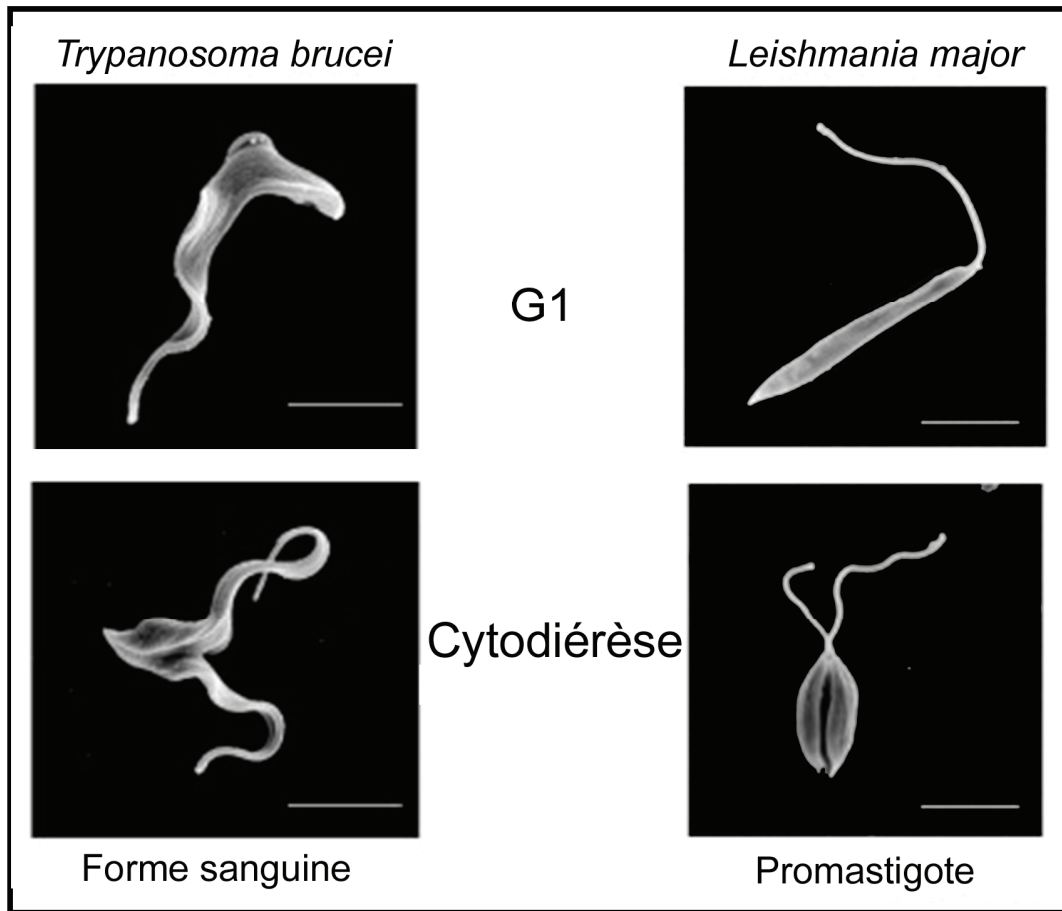 Trypanosoma brucei
Leishmania major
G1
Cytodiérèse
Forme sanguine
Promastigote